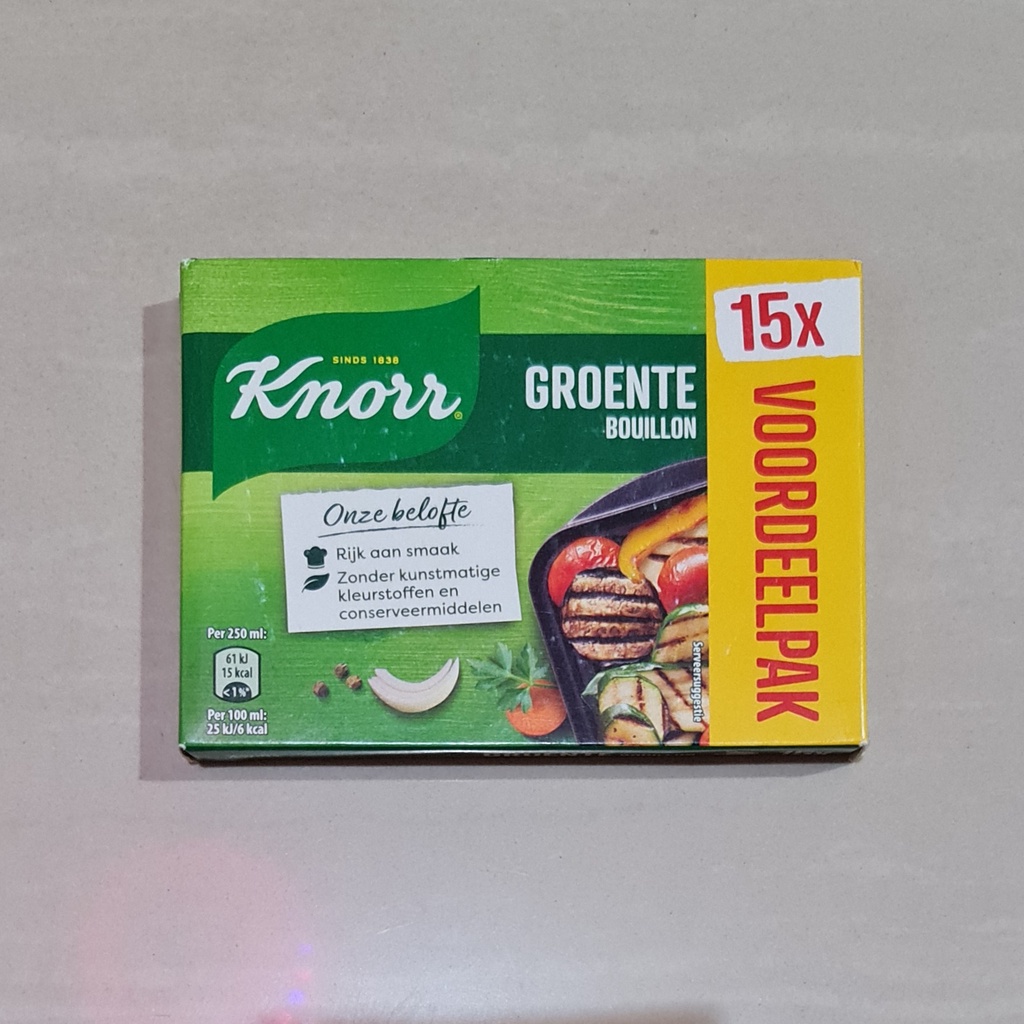 SINDS 1838
Knorr®
GROENTE
BOUILLON
15x
VOORDEELPAK
Onze belofte
Rijk aan smaak
Zonder kunstmatige
kleurstoffen en
conserveermiddelen
Per 250 ml:
61 kJ
15 kcal
<1%*
Per 100 ml:
25 kJ/6 kcal
Serveersuggestie